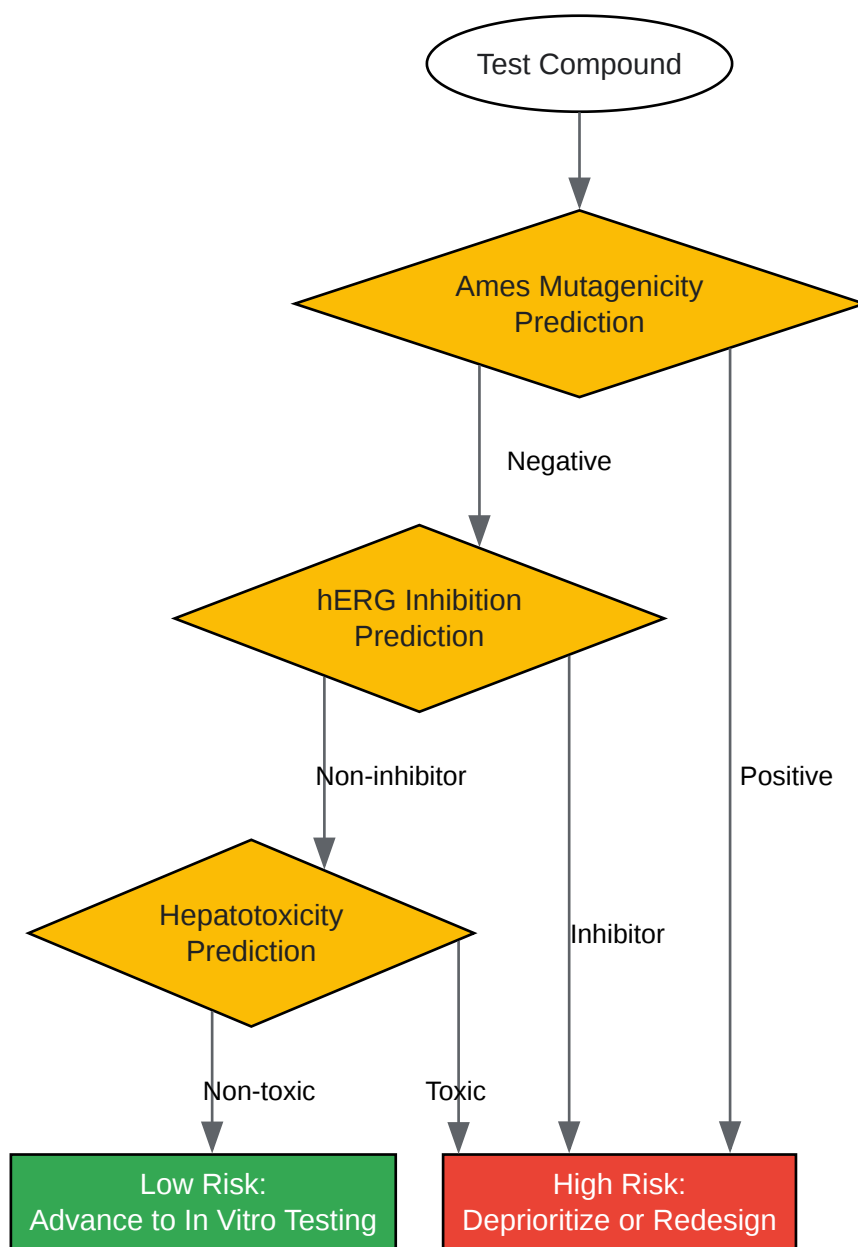 Test Compound
Ames Mutagenicity
Prediction
Negative
hERG Inhibition
Prediction
Non-inhibitor
Positive
Hepatotoxicity
Prediction
Inhibitor
Non-toxic
Toxic
Low Risk:
Advance to In Vitro Testing
High Risk:
Deprioritize or Redesign